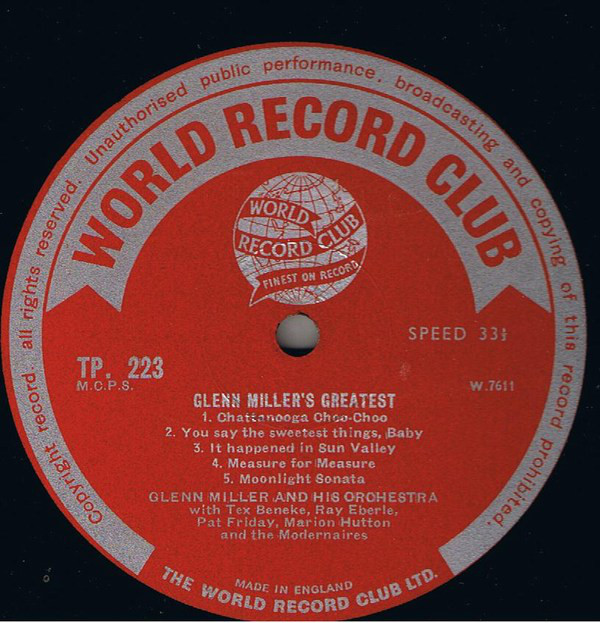 Copyright record all rights reserved. Unauthorised public performance. broadcasting and copying of this record prohibited.
WORLD RECORD CLUB
WORLD
RECORD CLUB
FINEST ON RECORD
SPEED 33⅓
TP. 223
M.C.P.S.
W.7611
GLENN MILLER'S GREATEST
1. Chattanooga Choo-Choo
2. You say the sweetest things, Baby
3. It happened in Sun Valley
4. Measure for Measure
5. Moonlight Sonata
GLENN MILLER AND HIS ORCHESTRA
with Tex Beneke, Ray Eberle,
Pat Friday, Marion Hutton
and the Modernaires
MADE IN ENGLAND
THE WORLD RECORD CLUB LTD.